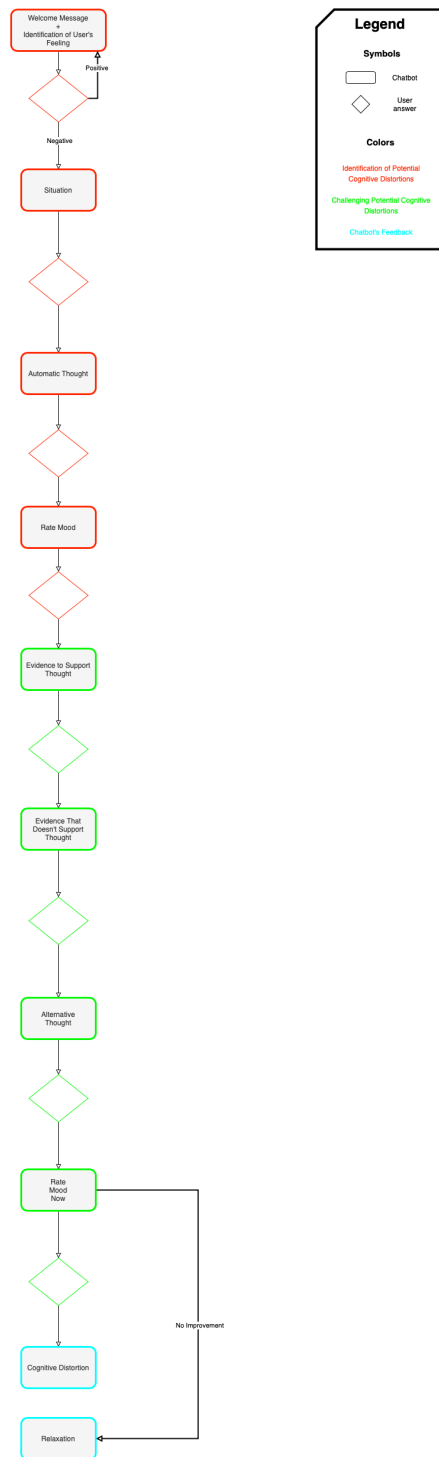 Welcome Message
+
Identification of User's
Feeling
Positive
Negative
Situation
Automatic Thought
Rate Mood
Evidence to Support
Thought
Evidence That
Doesn't Support
Thought
Alternative
Thought
Rate
Mood
Now
No Improvement
Cognitive Distortion
Relaxation
Legend
Symbols
Chatbot
User
answer
Colors
Identification of Potential
Cognitive Distortions
Challenging Potential Cognitive
Distortions
Chatbot's Feedback